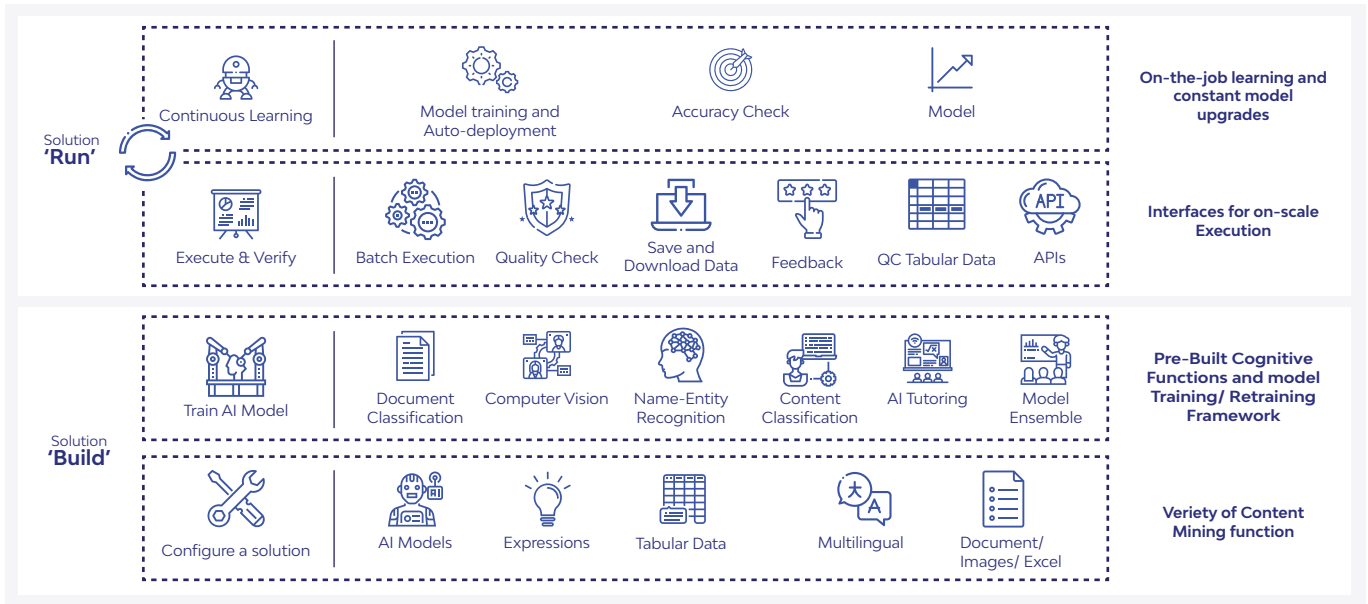 Continuous Learning
Model training and
Auto-deployment
Accuracy Check
Model
On-the-job learning and
constant model
upgrades
Solution
'Run'
Execute & Verify
Batch Execution
Quality Check
Save and
Download Data
Feedback
QC Tabular Data
API
APIs
Interfaces for on-scale
Execution
Solution
'Build'
Train AI Model
Document
Classification
Computer Vision
Name-Entity
Recognition
Content
Classification
AI Tutoring
Model
Ensemble
Pre-Built Cognitive
Functions and model
Training/ Retraining
Framework
Configure a solution
AI
AI Models
Expressions
Tabular Data
大
A
Multilingual
Document/
Images/ Excel
Veriety of Content
Mining function